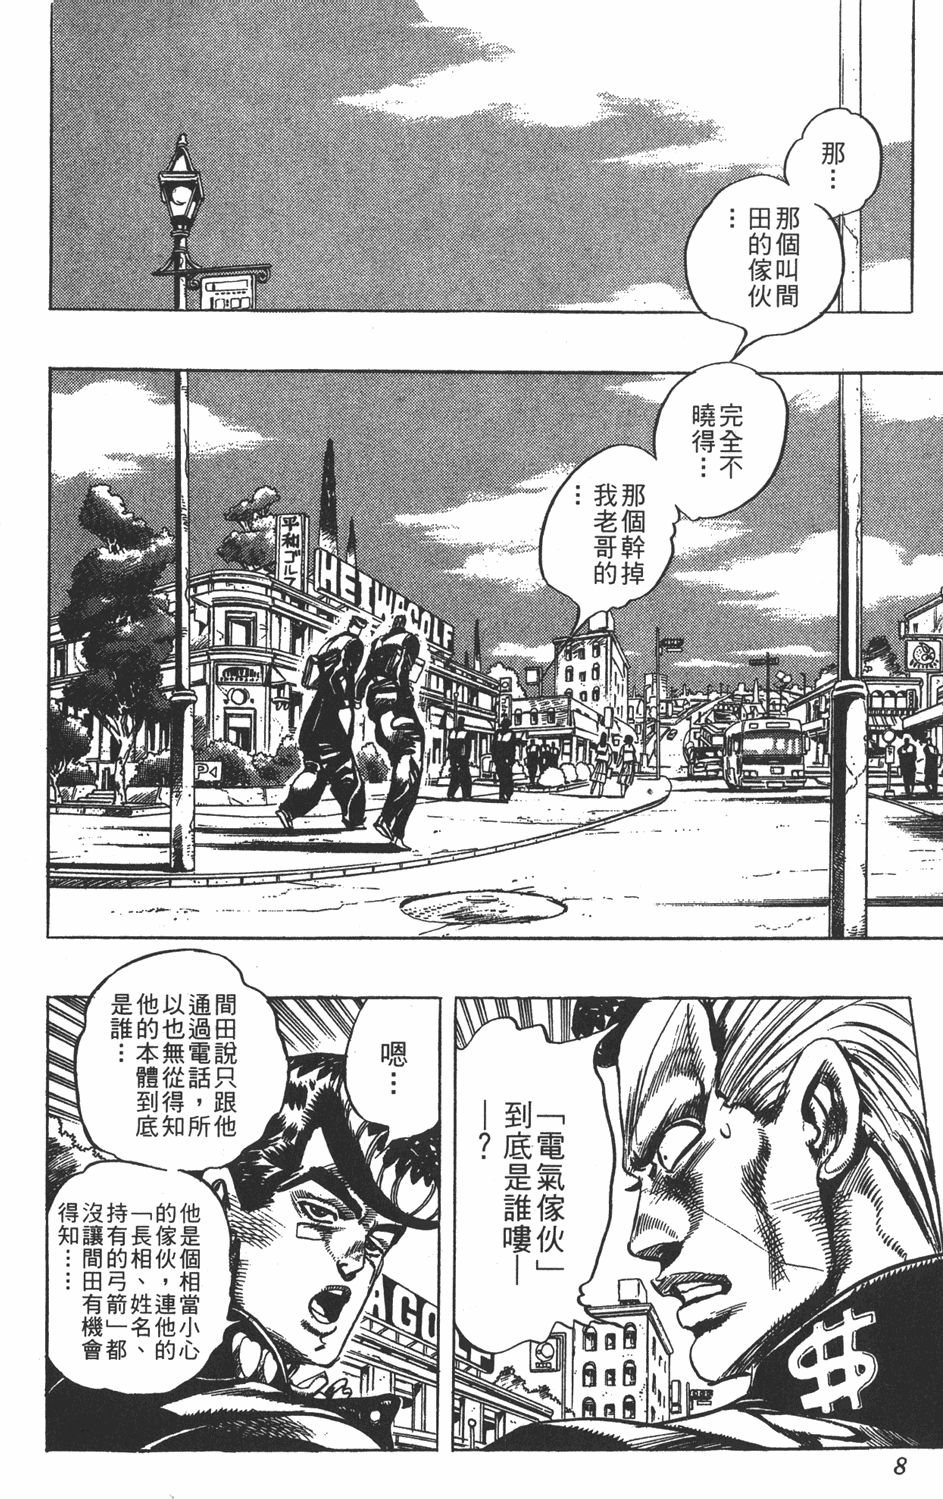 那…
那個叫間
田的傢伙
…
完全不
曉得…
那個幹掉
我老哥的
…
平和ゴルフ
HEYWAGOLE
P
「電氣傢伙」
到底是誰嘍—
—?
$
嗯…
間田說只跟他
通過電話，所
以也無從得知
他的本體到底
是誰…
他是個相當小心
的傢伙，連他的
「長相、姓名、
持有的弓箭」都
沒讓間田有機會
得知……
AGOL
8